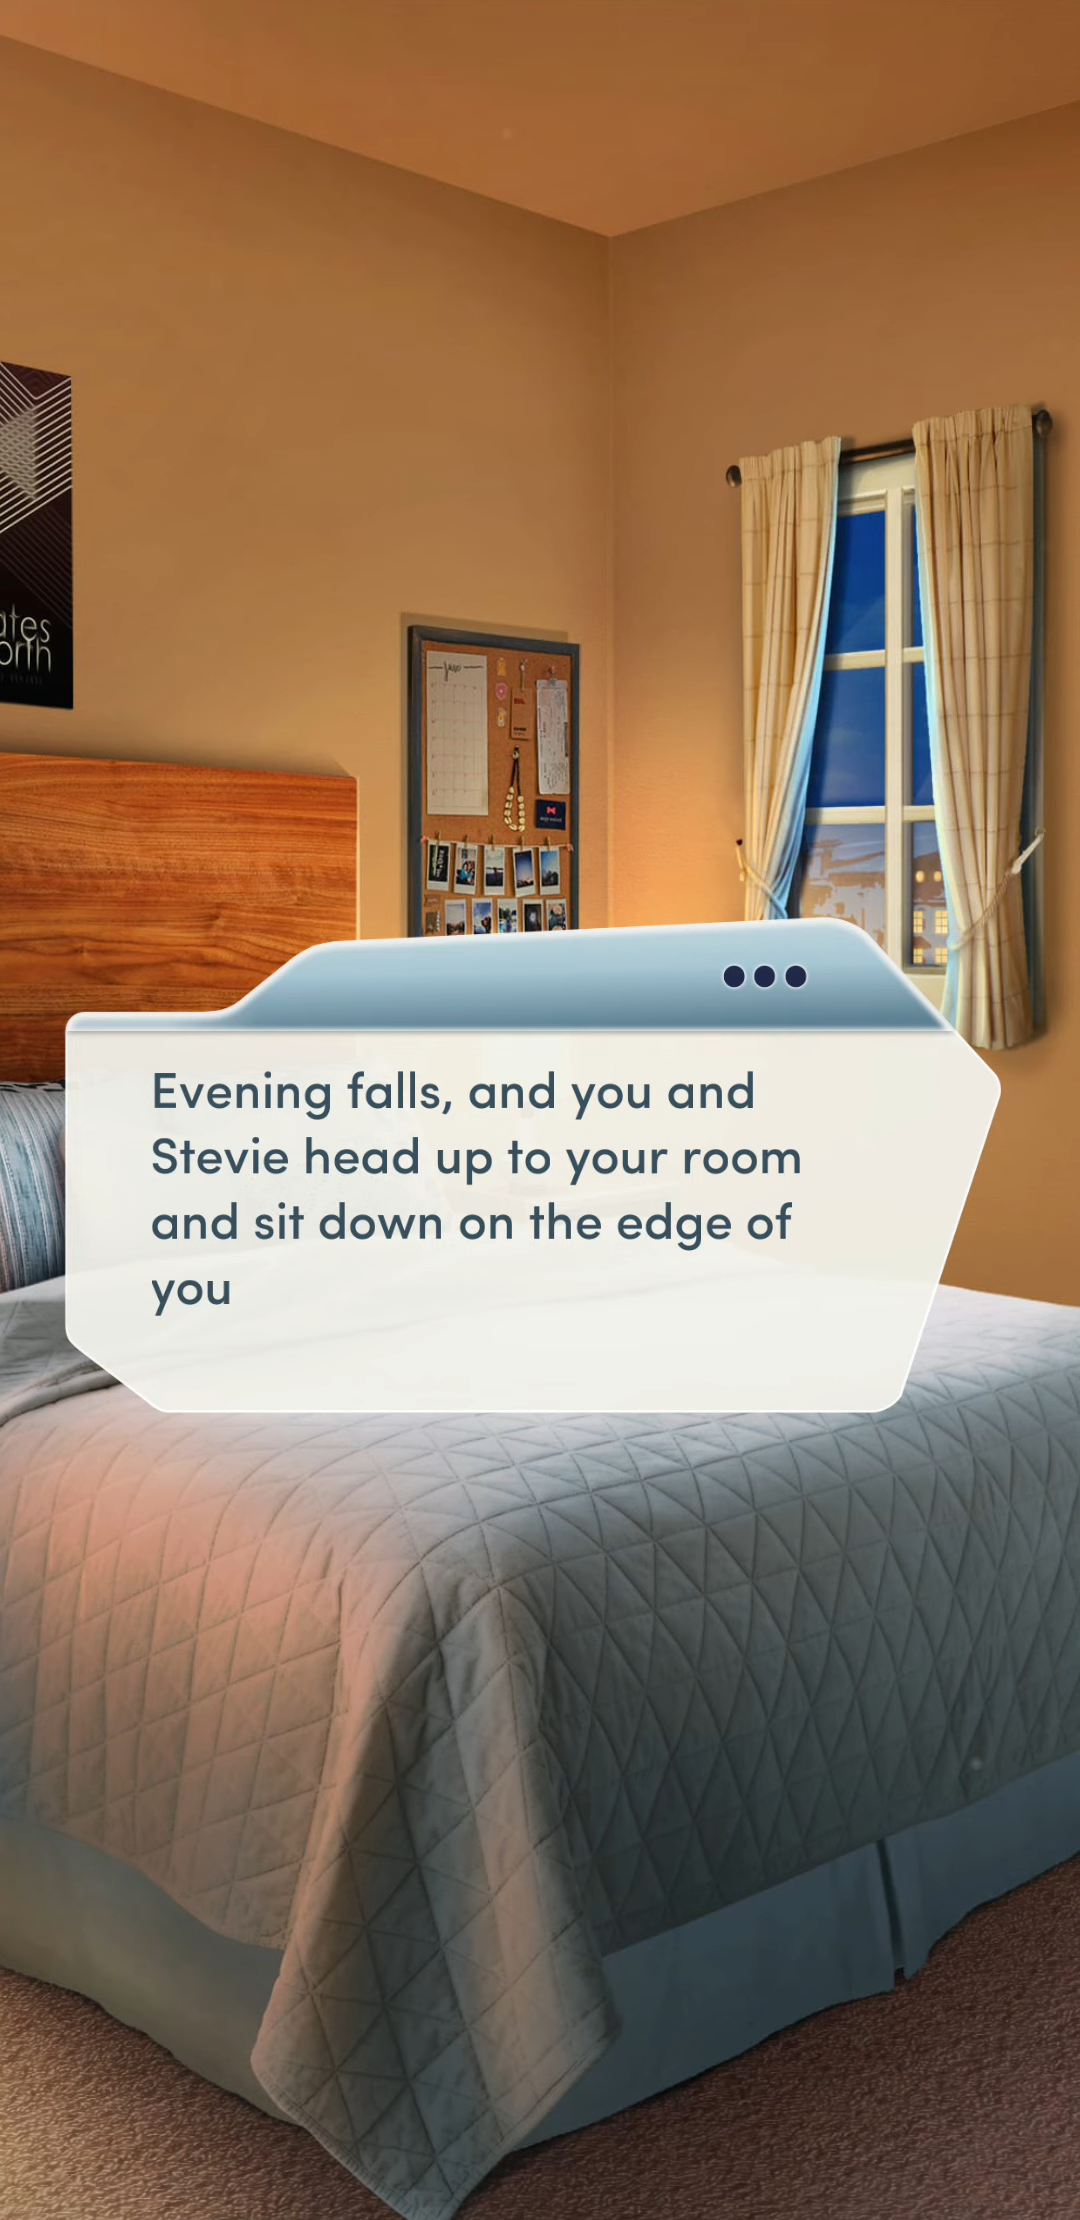 ates
orth
Evening falls, and you and
Stevie head up to your room
and sit down on the edge of
you